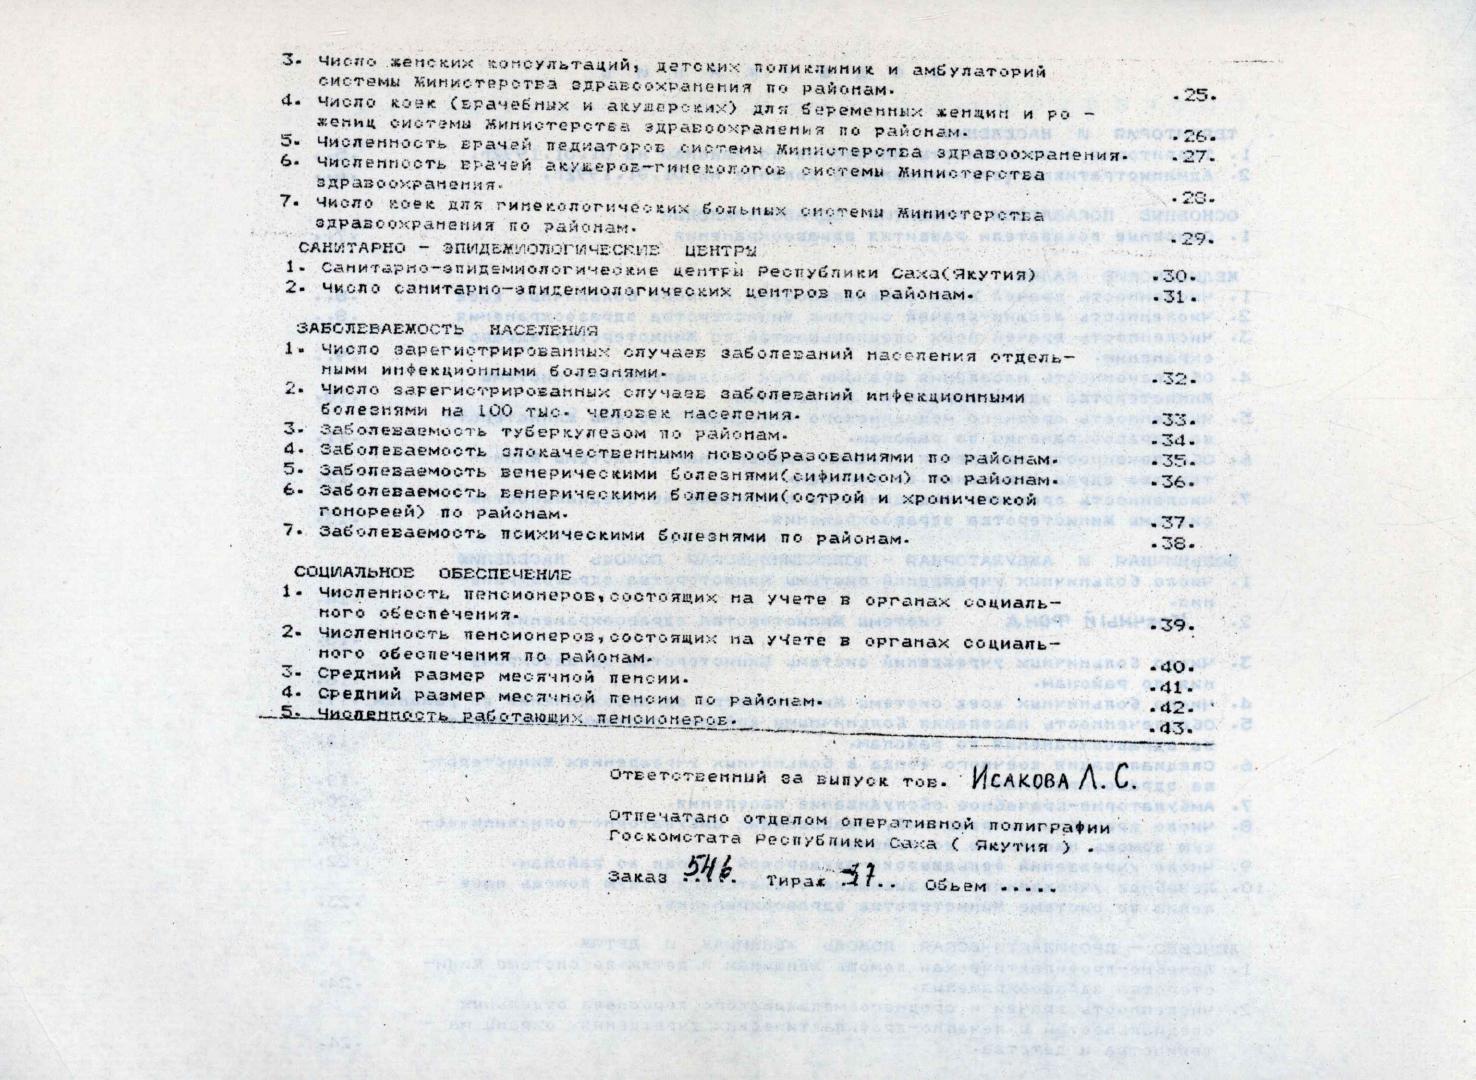 3. Число женских консультаций, детских поликлиник и амбулаторий
системы Министерства здравоохранения по районам. .25.
4. Число коек (врачебных и акушерских) для беременных женщин и ро -
жениц системы Министерства здравоохранения по районам. .26.
5. Численность врачей педиаторов системы Министерства здравоохранения. .27.
6. Численность врачей акушеров-гинекологов системы Министерства
здравоохранения. .28.
7. Число коек для гинекологических больных системы Министерства
здравоохранения по районам. .29.
САНИТАРНО - ЭПИДЕМИОЛОГИЧЕСКИЕ ЦЕНТРЫ
1. Санитарно-эпидемиологические центры Республики Саха(Якутия) .30.
2. Число санитарно-эпидемиологических центров по районам. .31.
ЗАБОЛЕВАЕМОСТЬ НАСЕЛЕНИЯ
1. Число зарегистрированных случаев заболеваний населения отдель-
ными инфекционными болезнями. .32.
2. Число зарегистрированных случаев заболеваний инфекционными
болезнями на 100 тыс. человек населения. .33.
3. Заболеваемость туберкулезом по районам. .34.
4. Заболеваемость злокачественными новообразованиями по районам. .35.
5. Заболеваемость венерическими болезнями(сифилисом) по районам. .36.
6. Заболеваемость венерическими болезнями(острой и хронической
гонореей) по районам. .37.
7. Заболеваемость психическими болезнями по районам. .38.
СОЦИАЛЬНОЕ ОБЕСПЕЧЕНИЕ
1. Численность пенсионеров,состоящих на учете в органах социаль-
ного обеспечения. .39.
2. Численность пенсионеров,состоящих на учете в органах социаль-
ного обеспечения по районам. .40.
3. Средний размер месячной пенсии. .41.
4. Средний размер месячной пенсии по районам. .42.
5. Численность работающих пенсионеров. .43.
Ответственный за выпуск тов. ИСАКОВА Л.С.
Отпечатано отделом оперативной полиграфии
Госкомстата Республики Саха ( Якутия ) .
Заказ 546. Тираж 37.. Обьем .....